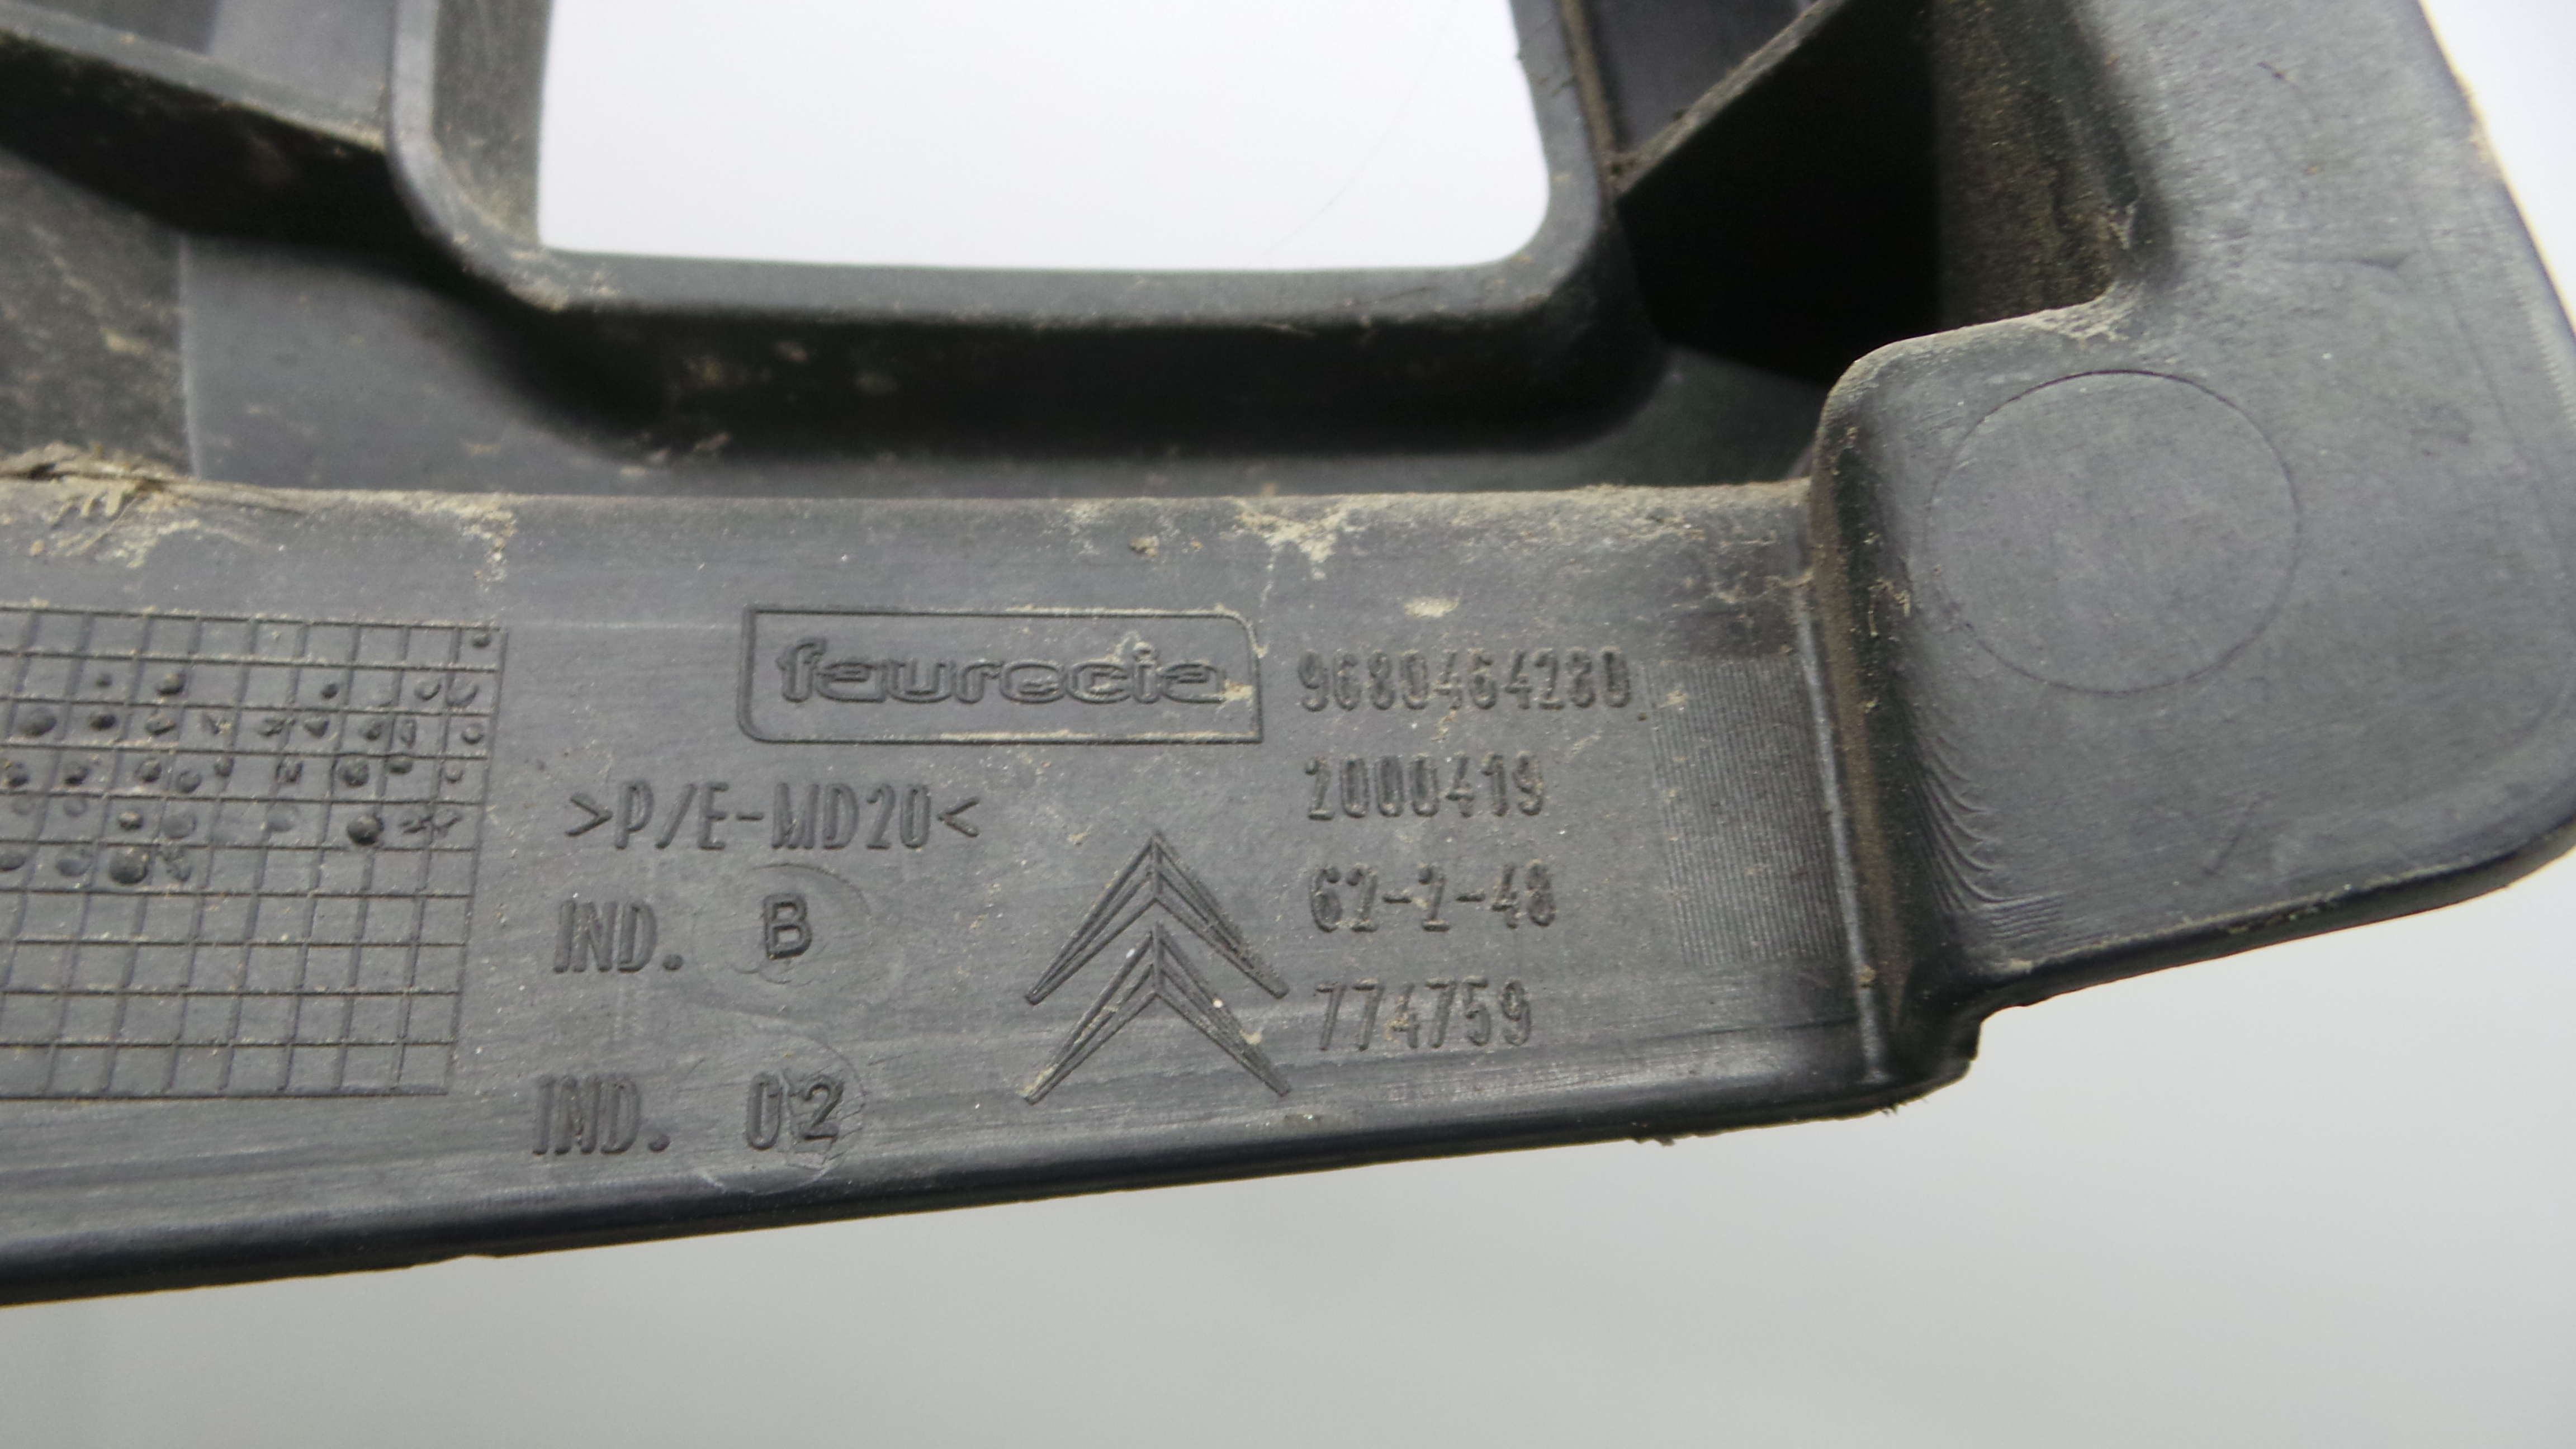 faurecia
9680464280
2000419
>P/E-MD20<
62-2-48
IND. B
774759
IND. 02